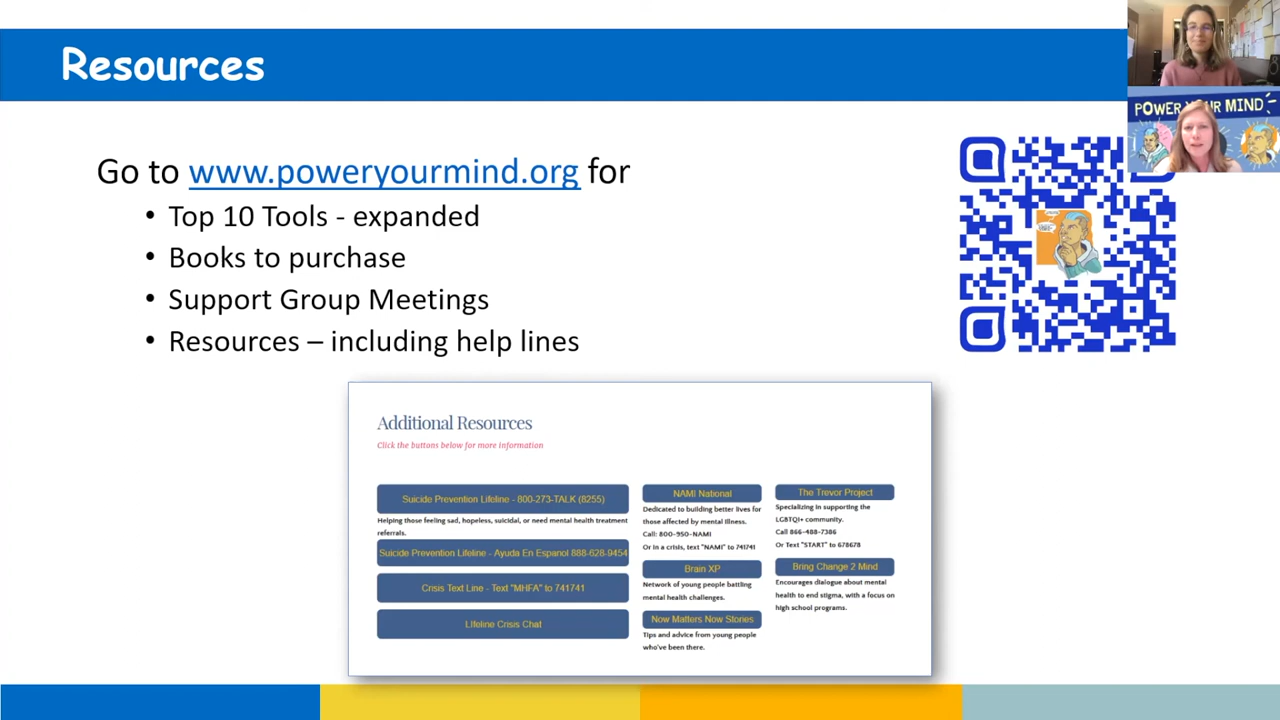 Resources
POWER YOUR MIND
Go to www.poweryourmind.org for
• Top 10 Tools - expanded
• Books to purchase
• Support Group Meetings
• Resources – including help lines
Additional Resources
Click the buttons below for more information
Suicide Prevention Lifeline - 800-273-TALK (8255)
Helping those feeling sad, hopeless, suicidal, or need mental health treatment
referrals.
Suicide Prevention Lifeline - Ayuda En Espanol 888-628-9454
Crisis Text Line - Text "MHFA" to 741741
Lifeline Crisis Chat
NAMI National
Dedicated to building better lives for
those affected by mental illness.
Call: 800-950-NAMI
Or in a crisis, text "NAMI" to 741741
Brain XP
Network of young people battling
mental health challenges.
Now Matters Now Stories
Tips and advice from young people
who've been there.
The Trevor Project
Specializing in supporting the
LGBTQI+ community.
Call 866-488-7386
Or Text "START" to 678678
Bring Change 2 Mind
Encourages dialogue about mental
health to end stigma, with a focus on
high school programs.